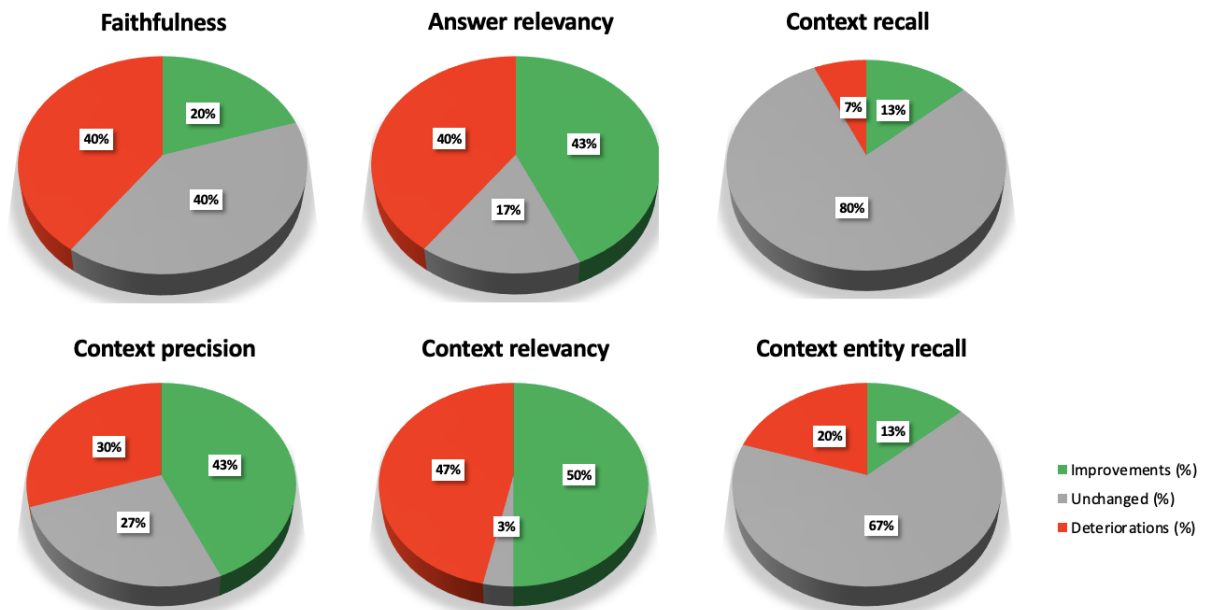 Faithfulness
20%
40%
40%
Answer relevancy
43%
17%
40%
Context recall
13%
80%
7%
Context precision
43%
27%
30%
Context relevancy
50%
3%
47%
Context entity recall
13%
67%
20%
Improvements (%)
Unchanged (%)
Deteriorations (%)